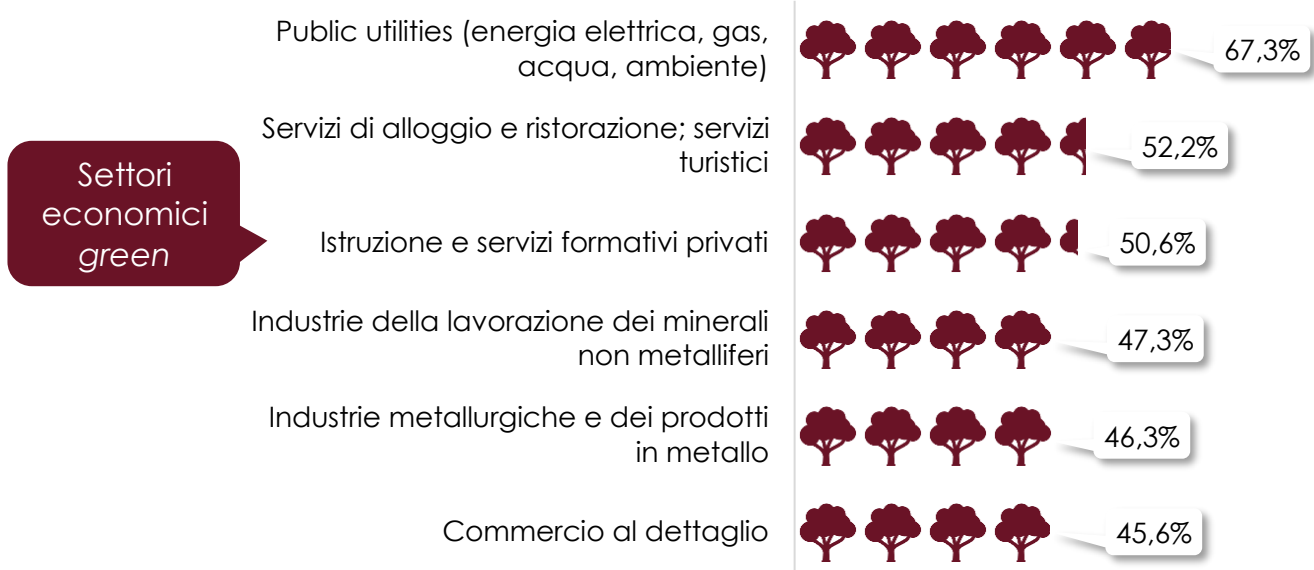 Settori
economici
green
Public utilities (energia elettrica, gas,
acqua, ambiente)
67,3%
Servizi di alloggio e ristorazione; servizi
turistici
52,2%
Istruzione e servizi formativi privati
50,6%
Industrie della lavorazione dei minerali
non metalliferi
47,3%
Industrie metallurgiche e dei prodotti
in metallo
46,3%
Commercio al dettaglio
45,6%